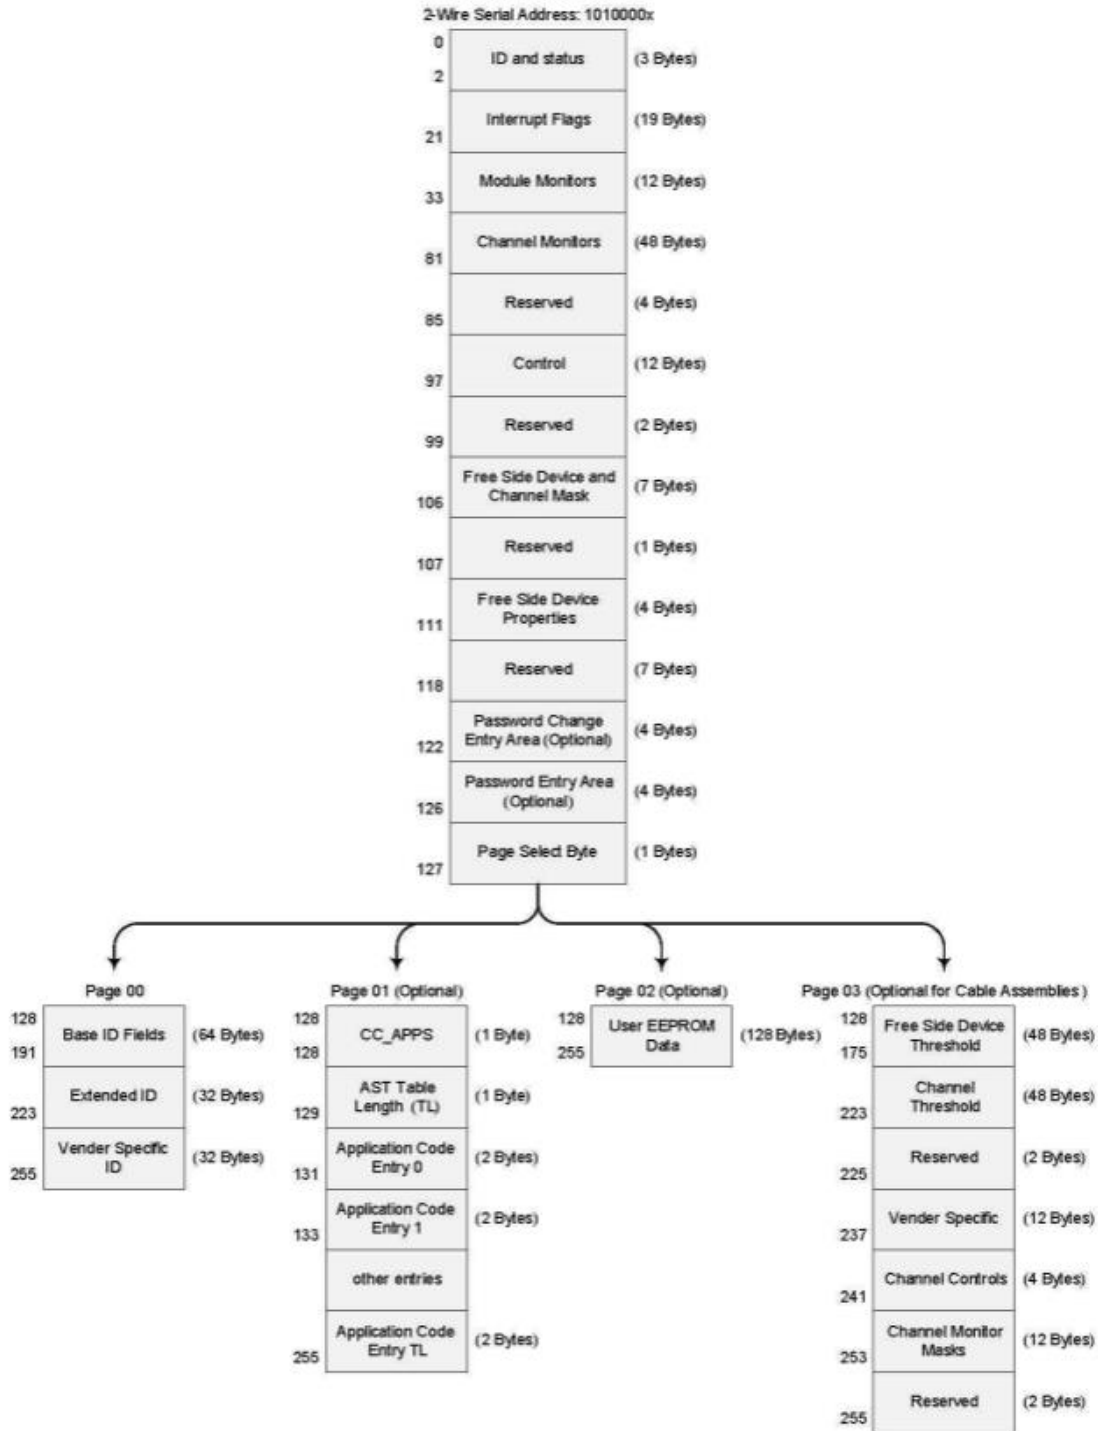 2-Wire Serial Address: 1010000x
0
ID and status
(3 Bytes)
2
Interrupt Flags
(19 Bytes)
21
Module Monitors
(12 Bytes)
33
Channel Monitors
(48 Bytes)
81
Reserved
(4 Bytes)
85
Control
(12 Bytes)
97
Reserved
(2 Bytes)
99
Free Side Device and
Channel Mask
(7 Bytes)
106
Reserved
(1 Bytes)
107
Free Side Device
Properties
(4 Bytes)
111
Reserved
(7 Bytes)
118
Password Change
Entry Area (Optional)
(4 Bytes)
122
Password Entry Area
(Optional)
(4 Bytes)
126
Page Select Byte
(1 Bytes)
127
Page 00
128
Base ID Fields
(64 Bytes)
191
Extended ID
(32 Bytes)
223
Vender Specific
ID
(32 Bytes)
255
Page 01 (Optional)
128
CC_APPS
(1 Byte)
128
AST Table
Length (TL)
(1 Byte)
129
Application Code
Entry 0
(2 Bytes)
131
Application Code
Entry 1
(2 Bytes)
133
other entries
Application Code
Entry TL
(2 Bytes)
255
Page 02 (Optional)
128
User EEPROM
Data
(128 Bytes)
255
Page 03 (Optional for Cable Assemblies )
128
Free Side Device
Threshold
(48 Bytes)
175
Channel
Threshold
(48 Bytes)
223
Reserved
(2 Bytes)
225
Vender Specific
(12 Bytes)
237
Channel Controls
(4 Bytes)
241
Channel Monitor
Masks
(12 Bytes)
253
Reserved
(2 Bytes)
255